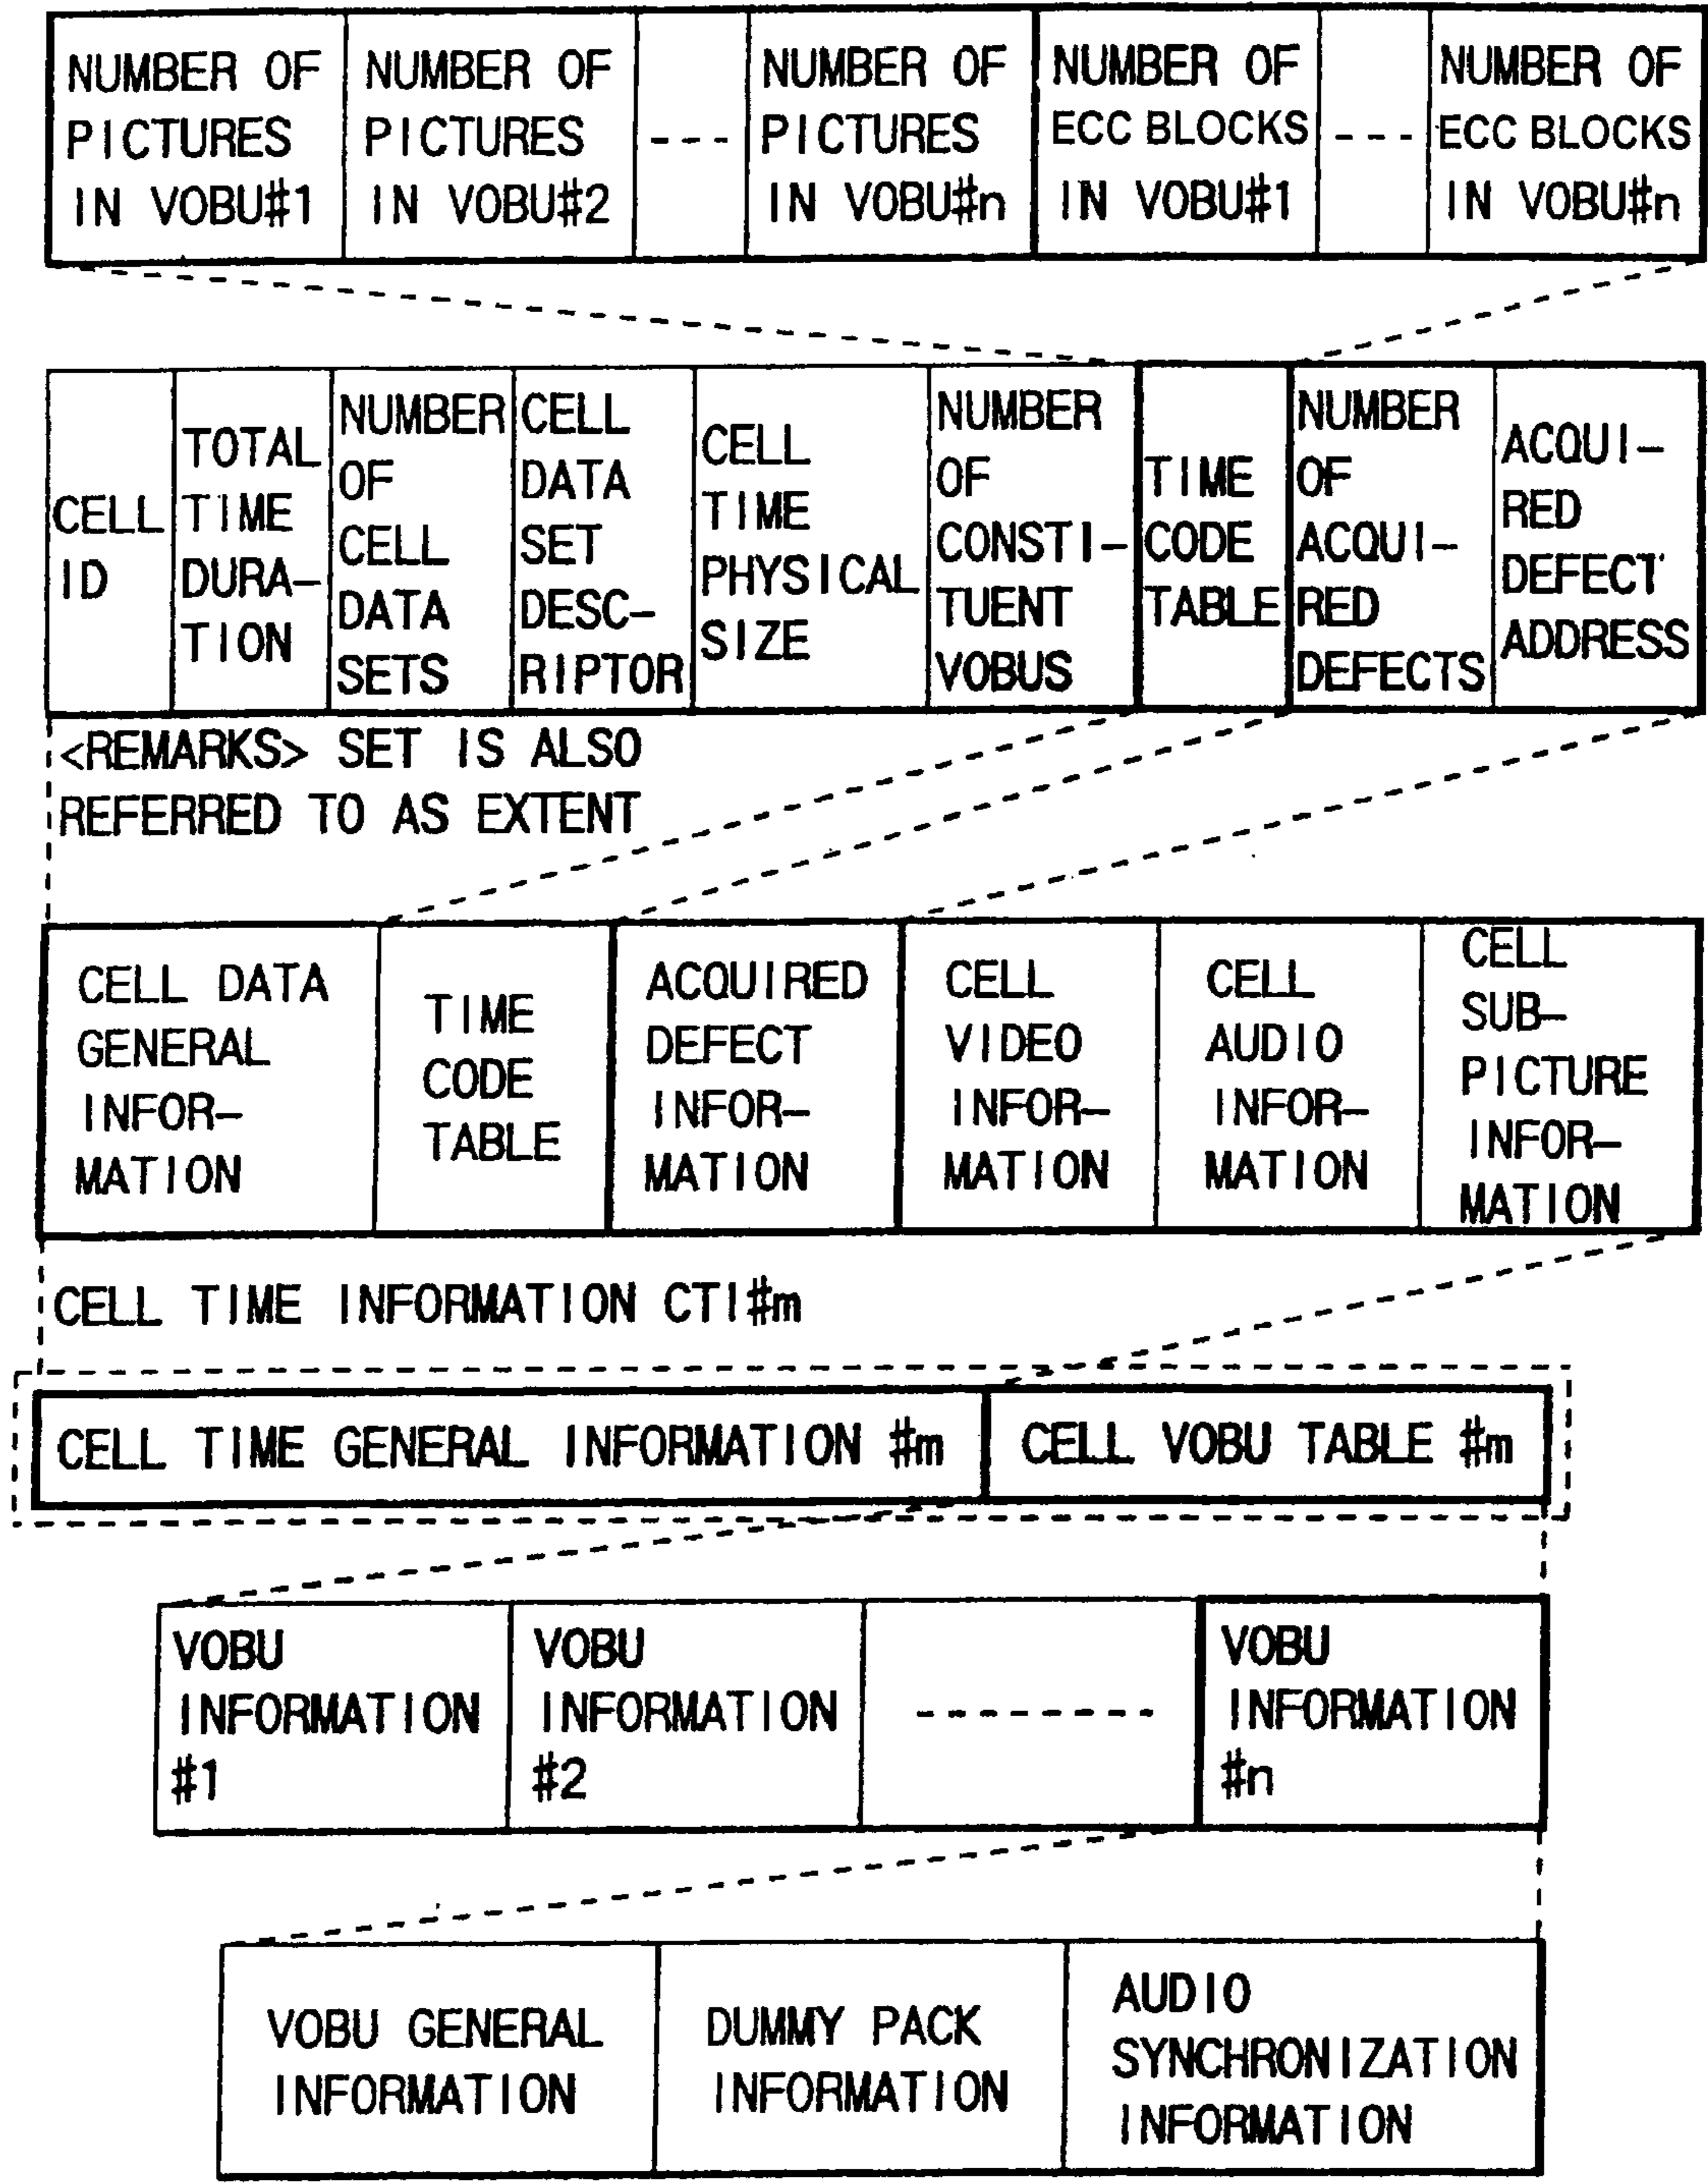 NUMBER OF
PICTURES
IN VOBU#1
NUMBER OF
PICTURES
IN VOBU#2
---
NUMBER OF
PICTURES
IN VOBU#n
NUMBER OF
ECC BLOCKS
IN VOBU#1
---
NUMBER OF
ECC BLOCKS
IN VOBU#n
CELL
ID
TOTAL
TIME
DURA-
TION
NUMBER
OF
CELL
DATA
SETS
CELL
DATA
SET
DESC-
RIPTOR
CELL
TIME
PHYSICAL
SIZE
NUMBER
OF
CONSTI-
TUENT
VOBUS
TIME
CODE
TABLE
NUMBER
OF
ACQUI-
RED
DEFECTS
ACQUI-
RED
DEFECT
ADDRESS
<REMARKS> SET IS ALSO
REFERRED TO AS EXTENT
CELL DATA
GENERAL
INFOR-
MATION
TIME
CODE
TABLE
ACQUIRED
DEFECT
INFOR-
MATION
CELL
VIDEO
INFOR-
MATION
CELL
AUDIO
INFOR-
MATION
CELL
SUB-
PICTURE
INFOR-
MATION
CELL TIME INFORMATION CTI#m
CELL TIME GENERAL INFORMATION #m
CELL VOBU TABLE #m
VOBU
INFORMATION
#1
VOBU
INFORMATION
#2
---------
VOBU
INFORMATION
#n
VOBU GENERAL
INFORMATION
DUMMY PACK
INFORMATION
AUDIO
SYNCHRONIZATION
INFORMATION